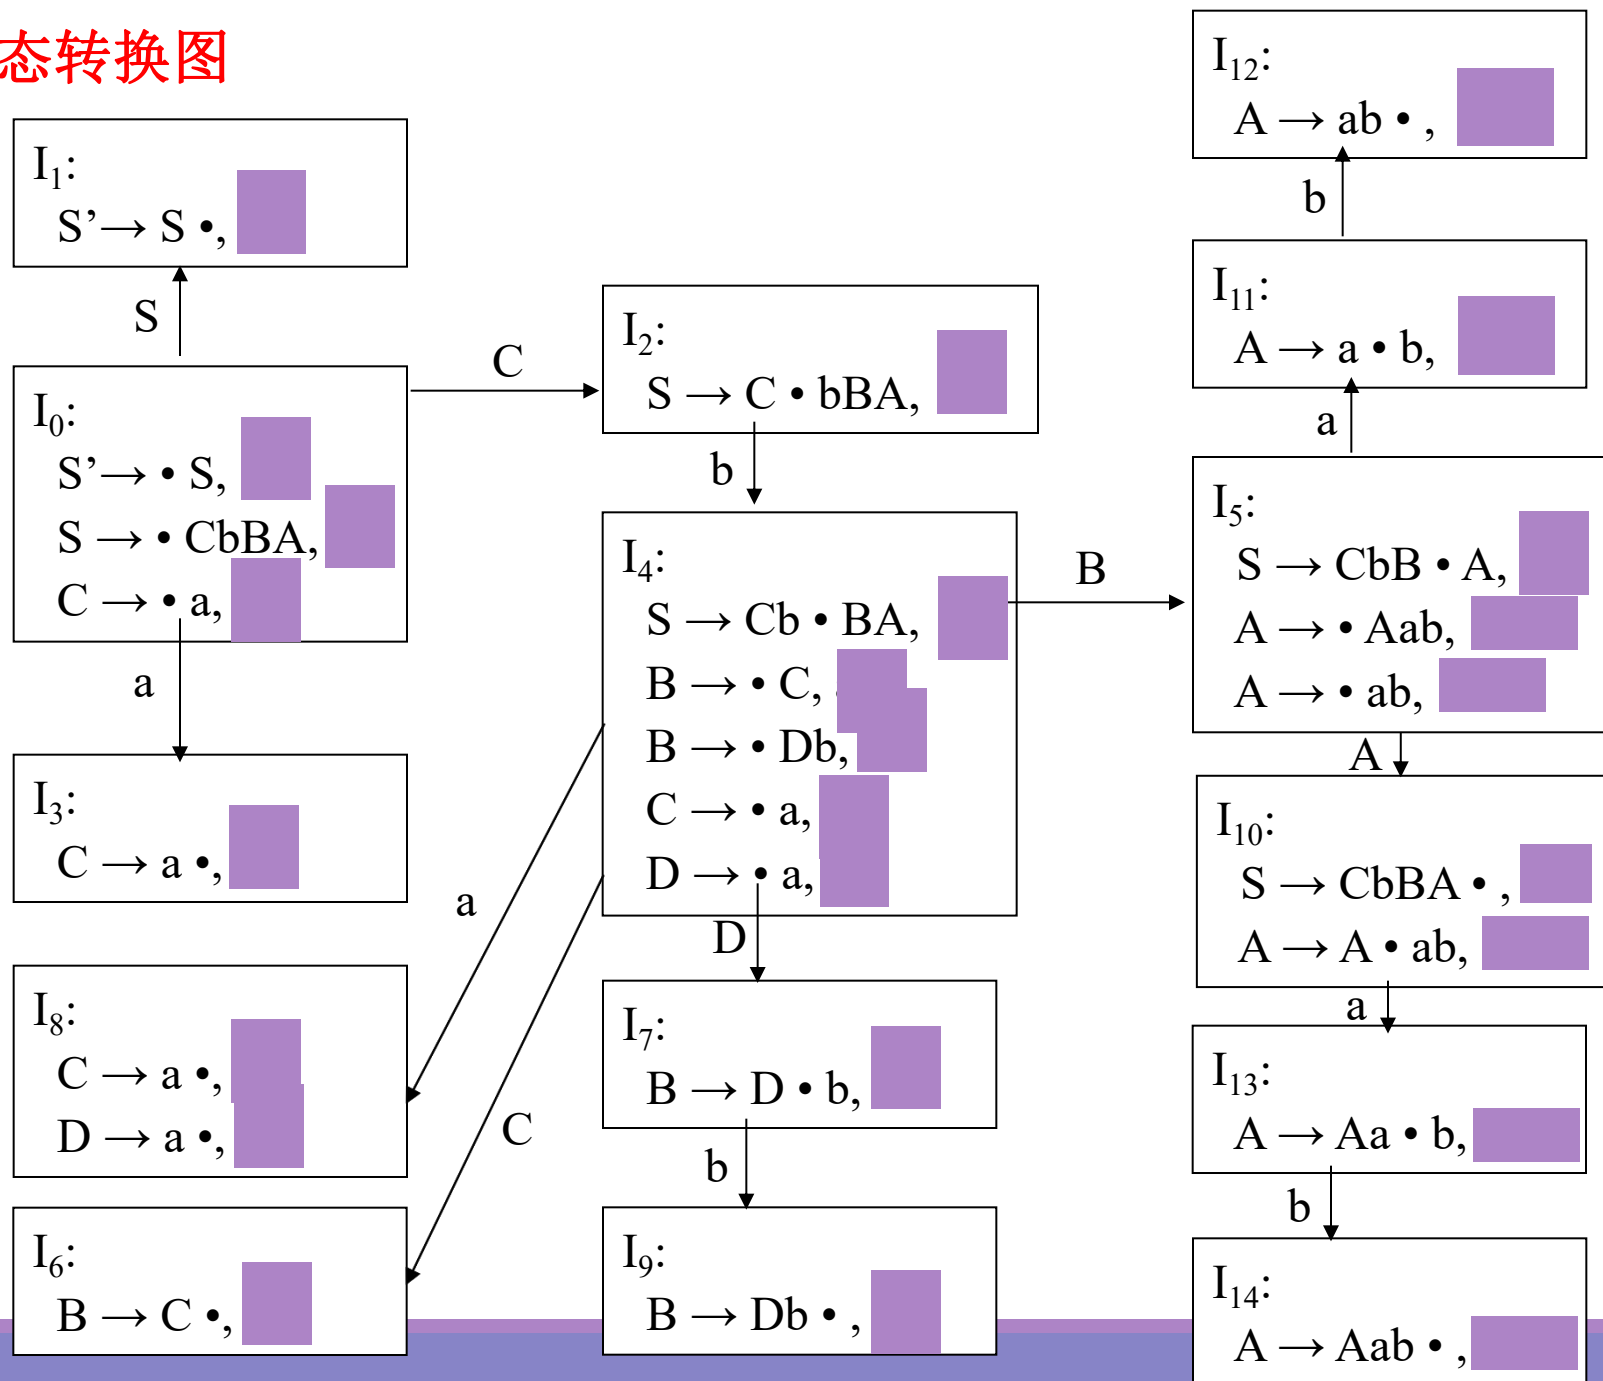 态转换图
I₁:
S’→ S •,
S
I₀:
S’→ • S,
S → • CbBA,
C → • a,
a
I₃:
C → a •,
I₈:
C → a •,
D → a •,
I₆:
B → C •,
C
I₂:
S → C • bBA,
b
I₄:
S → Cb • BA,
B → • C,
B → • Db,
C → • a,
D → • a,
a
C
D
I₇:
B → D • b,
b
I₉:
B → Db • ,
B
I₁₂:
A → ab • ,
b
I₁₁:
A → a • b,
a
I₅:
S → CbB • A,
A → • Aab,
A → • ab,
A
I₁₀:
S → CbBA • ,
A → A • ab,
a
I₁₃:
A → Aa • b,
b
I₁₄:
A → Aab • ,